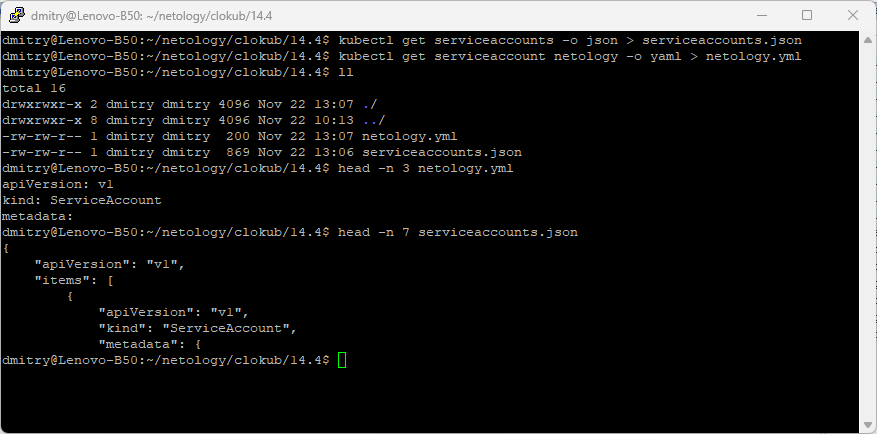 dmitry@Lenovo-B50: ~/netology/clokub/14.4
dmitry@Lenovo-B50:~/netology/clokub/14.4$ kubectl get serviceaccounts -o json > serviceaccounts.json
dmitry@Lenovo-B50:~/netology/clokub/14.4$ kubectl get serviceaccount netology -o yaml > netology.yml
dmitry@Lenovo-B50:~/netology/clokub/14.4$ ll
total 16
drwxrwxr-x 2 dmitry dmitry 4096 Nov 22 13:07 ./
drwxrwxr-x 8 dmitry dmitry 4096 Nov 22 10:13 ../
-rw-rw-r-- 1 dmitry dmitry  200 Nov 22 13:07 netology.yml
-rw-rw-r-- 1 dmitry dmitry  869 Nov 22 13:06 serviceaccounts.json
dmitry@Lenovo-B50:~/netology/clokub/14.4$ head -n 3 netology.yml
apiVersion: v1
kind: ServiceAccount
metadata:
dmitry@Lenovo-B50:~/netology/clokub/14.4$ head -n 7 serviceaccounts.json
{
    "apiVersion": "v1",
    "items": [
        {
            "apiVersion": "v1",
            "kind": "ServiceAccount",
            "metadata": {
dmitry@Lenovo-B50:~/netology/clokub/14.4$